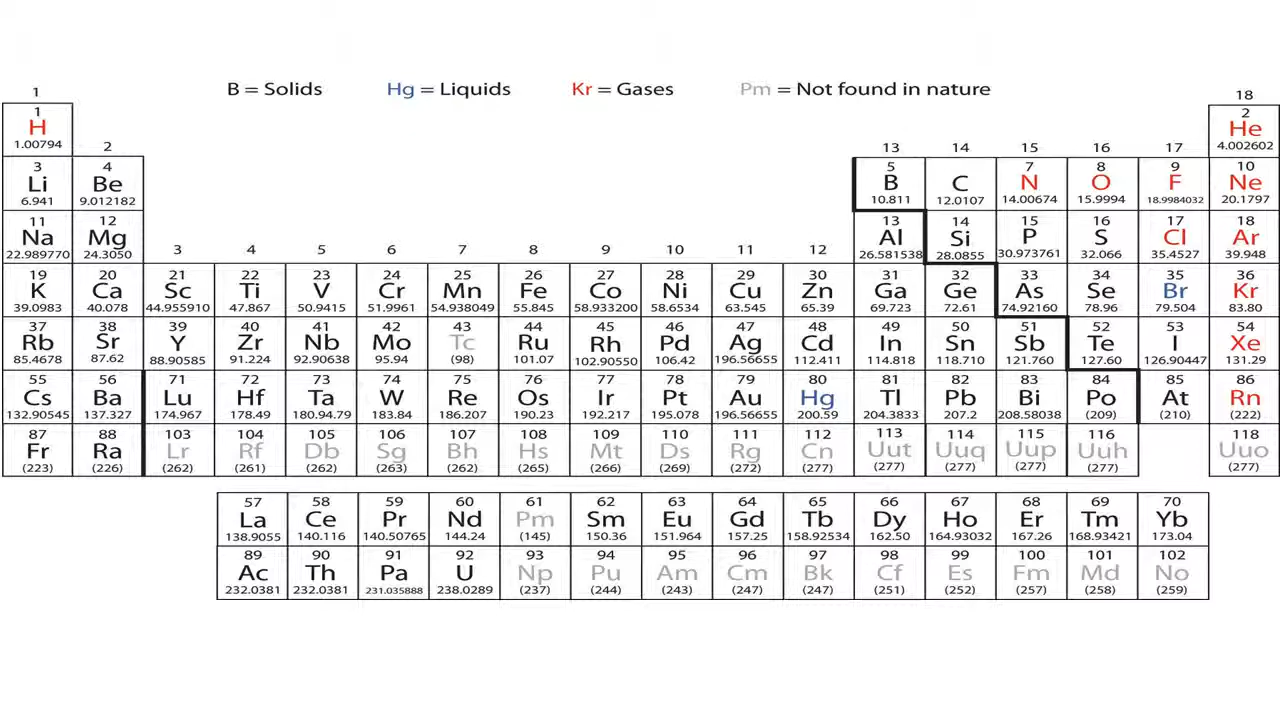 1
B = Solids Hg = Liquids Kr = Gases Pm = Not found in nature
18
1 2
H He
1.00794 4.002602
2 13 14 15 16 17
3 4 5 6 7 8 9 10
Li Be B C N O F Ne
6.941 9.012182 10.811 12.0107 14.00674 15.9994 18.9984032 20.1797
11 12 13 14 15 16 17 18
Na Mg Al Si P S Cl Ar
22.989770 24.3050 26.581538 28.0855 30.973761 32.066 35.4527 39.948
3 4 5 6 7 8 9 10 11 12
19 20 21 22 23 24 25 26 27 28 29 30 31 32 33 34 35 36
K Ca Sc Ti V Cr Mn Fe Co Ni Cu Zn Ga Ge As Se Br Kr
39.0983 40.078 44.955910 47.867 50.9415 51.9961 54.938049 55.845 58.933200 58.6534 63.545 65.39 69.723 72.61 74.92160 78.96 79.504 83.80
37 38 39 40 41 42 43 44 45 46 47 48 49 50 51 52 53 54
Rb Sr Y Zr Nb Mo Tc Ru Rh Pd Ag Cd In Sn Sb Te I Xe
85.4678 87.62 88.90585 91.224 92.90638 95.94 (98) 101.07 102.90550 106.42 196.56655 112.411 114.818 118.710 121.760 127.60 126.90447 131.29
55 56 71 72 73 74 75 76 77 78 79 80 81 82 83 84 85 86
Cs Ba Lu Hf Ta W Re Os Ir Pt Au Hg Tl Pb Bi Po At Rn
132.90545 137.327 174.967 178.49 180.94.79 183.84 186.207 190.23 192.217 195.078 196.56655 200.59 204.3833 207.2 208.58038 (209) (210) (222)
87 88 103 104 105 106 107 108 109 110 111 112 113 114 115 116 118
Fr Ra Lr Rf Db Sg Bh Hs Mt Ds Rg Cn Uut Uuq Uup Uuh Uuo
(223) (226) (262) (261) (262) (263) (262) (265) (266) (269) (272) (277) (277) (277) (277) (277) (277)
57 58 59 60 61 62 63 64 65 66 67 68 69 70
La Ce Pr Nd Pm Sm Eu Gd Tb Dy Ho Er Tm Yb
138.9055 140.116 140.50765 144.24 (145) 150.36 151.964 157.25 158.92534 162.50 164.93032 167.26 168.93421 173.04
89 90 91 92 93 94 95 96 97 98 99 100 101 102
Ac Th Pa U Np Pu Am Cm Bk Cf Es Fm Md No
232.0381 232.0381 231.035888 238.0289 (237) (244) (243) (247) (247) (251) (252) (257) (258) (259)